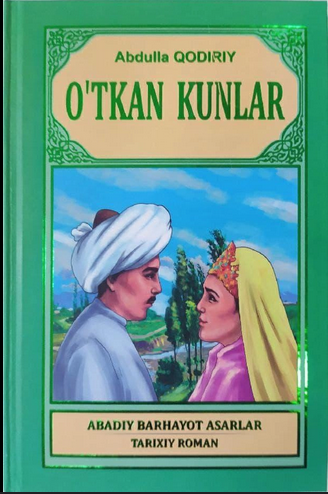 Abdulla QODIRIY
O'TKAN KUNLAR
ABADIY BARHAYOT ASARLAR
TARIXIY ROMAN